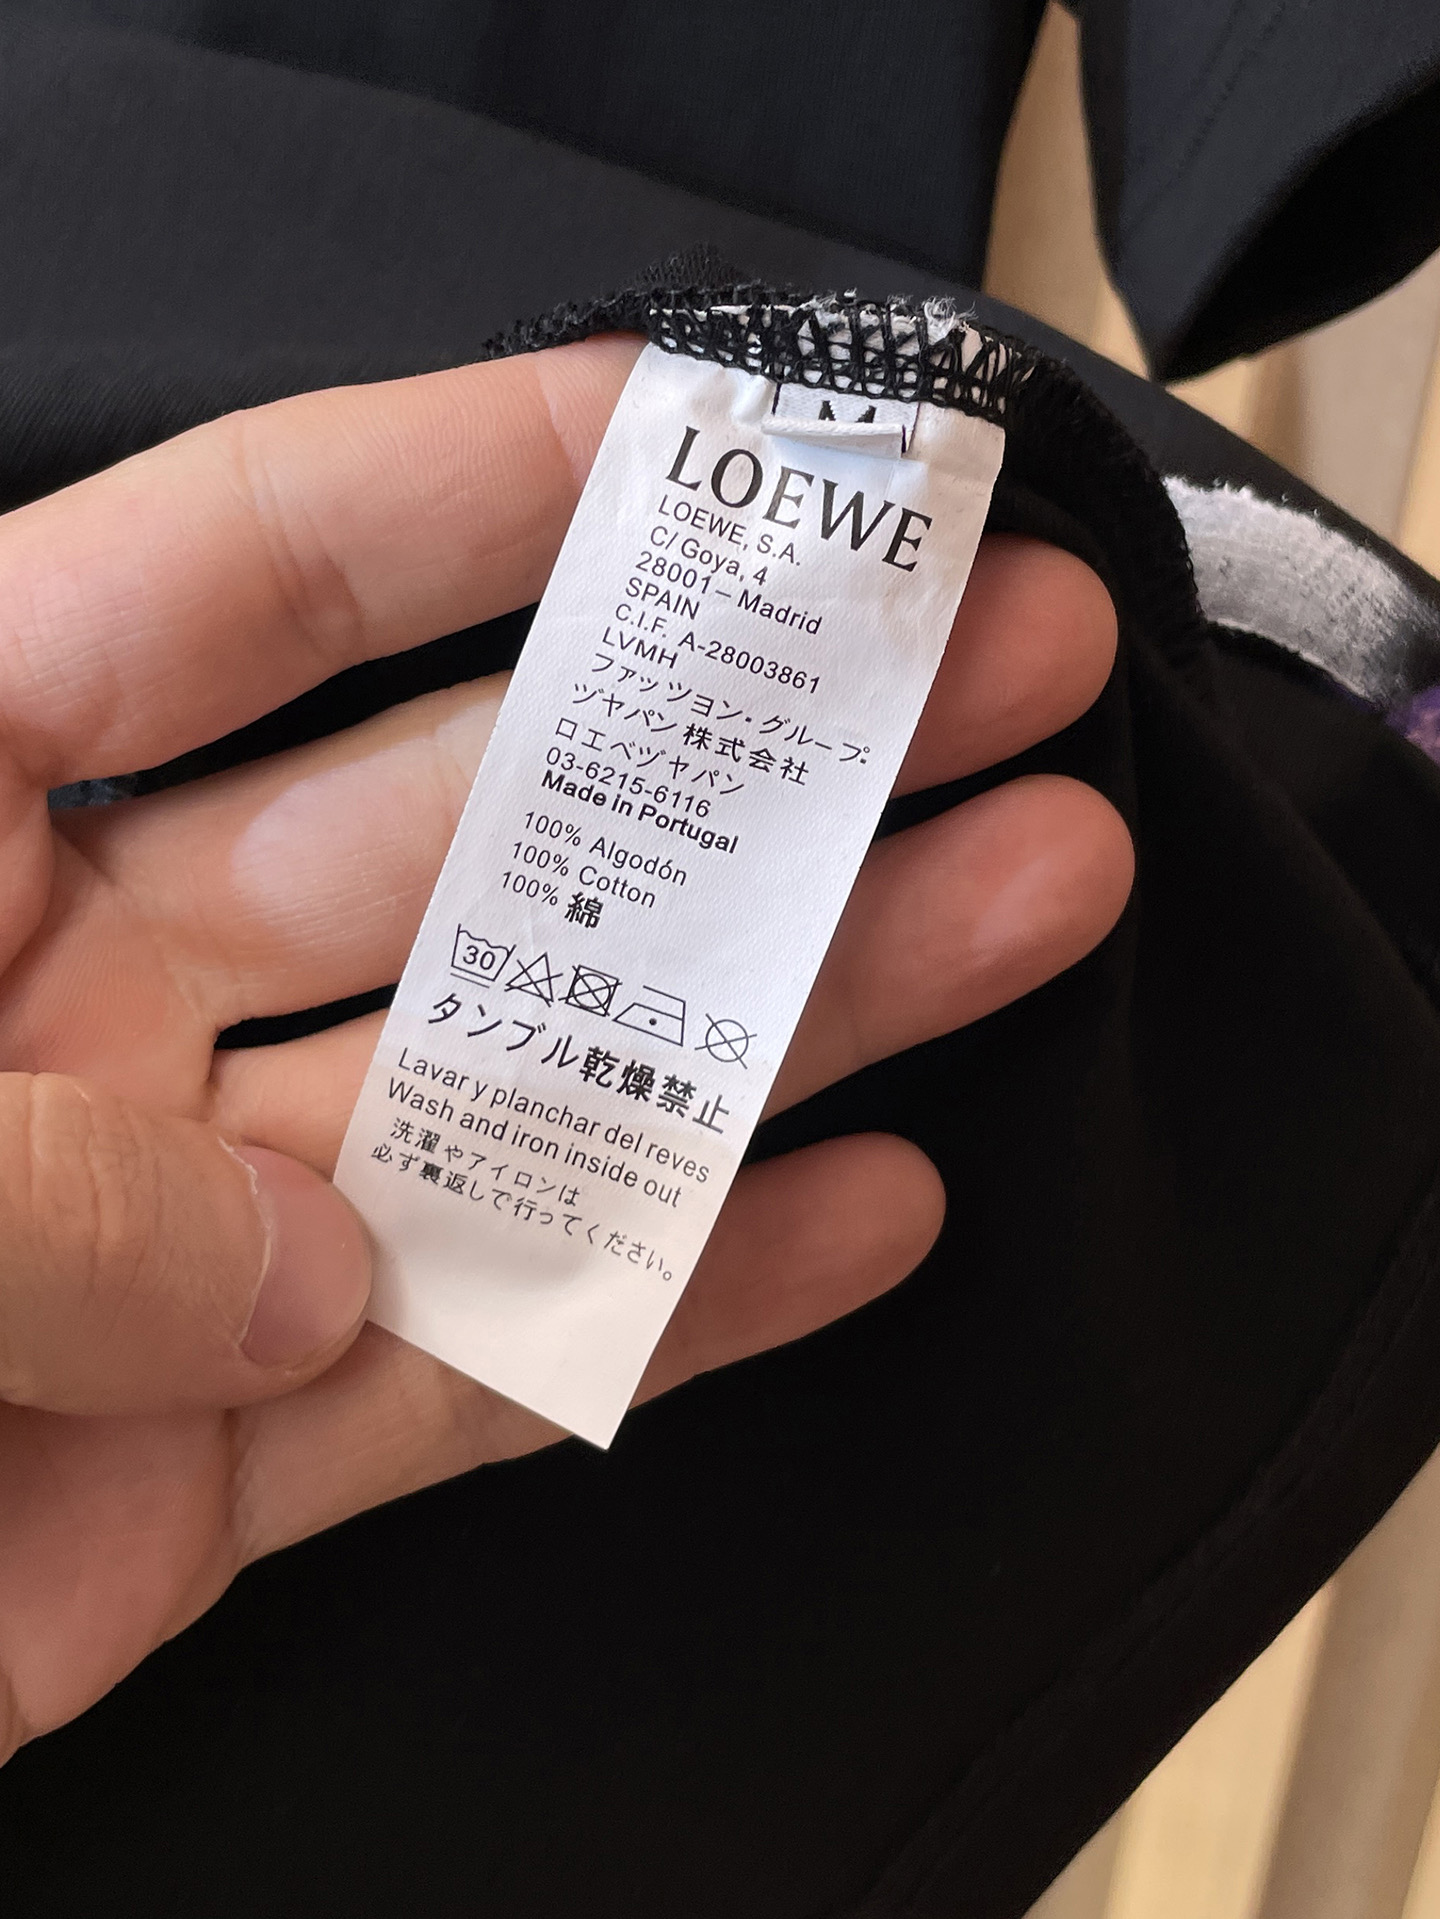 M
LOEWE
LOEWE, S.A.
C/ Goya, 4
28001 – Madrid
SPAIN
C.I.F. A-28003861
LVMH
ファッツヨン・グループ・
ヅヤパン株式会社
ロエベヅヤパン
03-6215-6116
Made in Portugal
100% Algodón
100% Cotton
100% 綿
30
タンブル乾燥禁止
Lavar y planchar del reves
Wash and iron inside out
洗濯やアイロンは
必ず裏返しで行ってください。